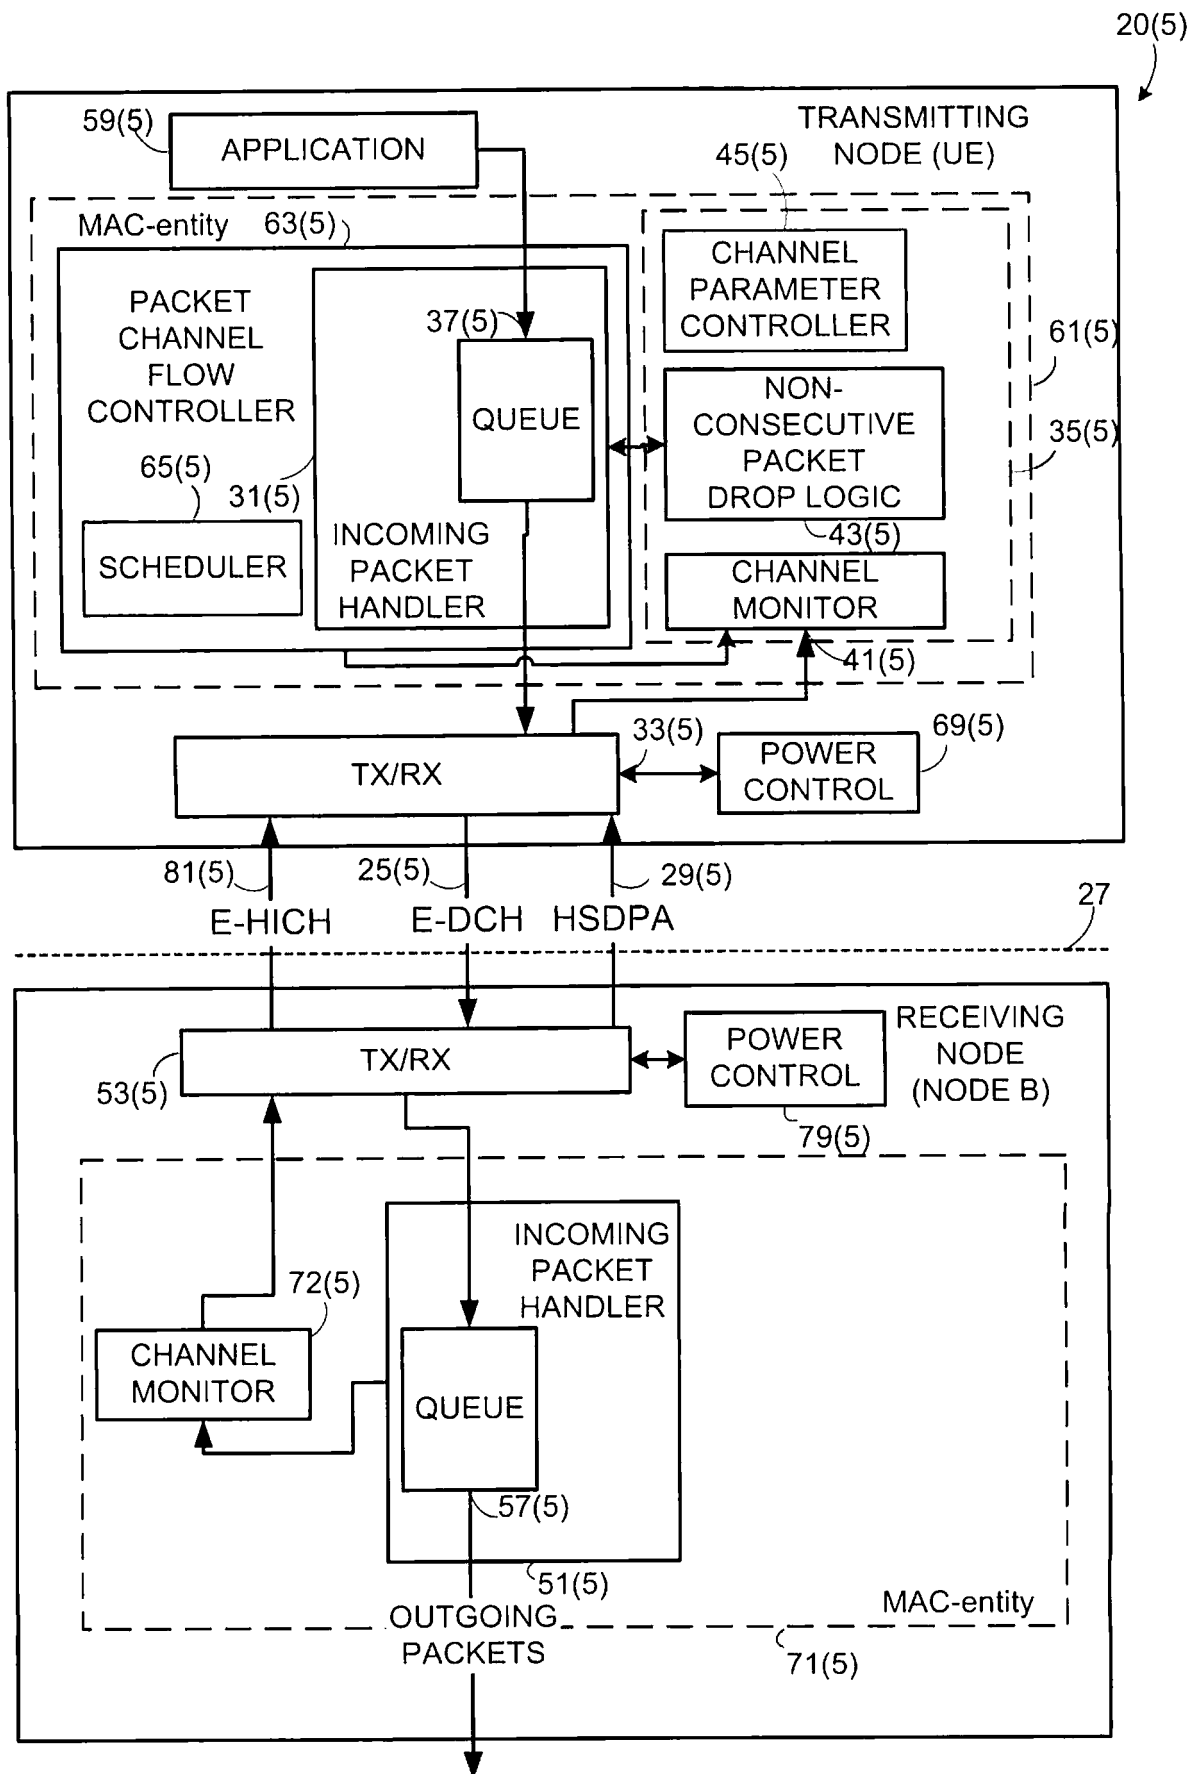 20(5)
59(5)
APPLICATION
TRANSMITTING
NODE (UE)
45(5)
MAC-entity
63(5)
CHANNEL
PARAMETER
CONTROLLER
PACKET
CHANNEL
FLOW
CONTROLLER
37(5)
QUEUE
61(5)
NON-
CONSECUTIVE
PACKET
DROP LOGIC
35(5)
65(5)
31(5)
43(5)
SCHEDULER
INCOMING
PACKET
HANDLER
CHANNEL
MONITOR
41(5)
TX/RX
33(5)
69(5)
POWER
CONTROL
81(5)
25(5)
29(5)
E-HICH
E-DCH
HSDPA
27
TX/RX
53(5)
POWER
CONTROL
RECEIVING
NODE
(NODE B)
79(5)
INCOMING
PACKET
HANDLER
72(5)
CHANNEL
MONITOR
QUEUE
57(5)
51(5)
MAC-entity
OUTGOING
PACKETS
71(5)